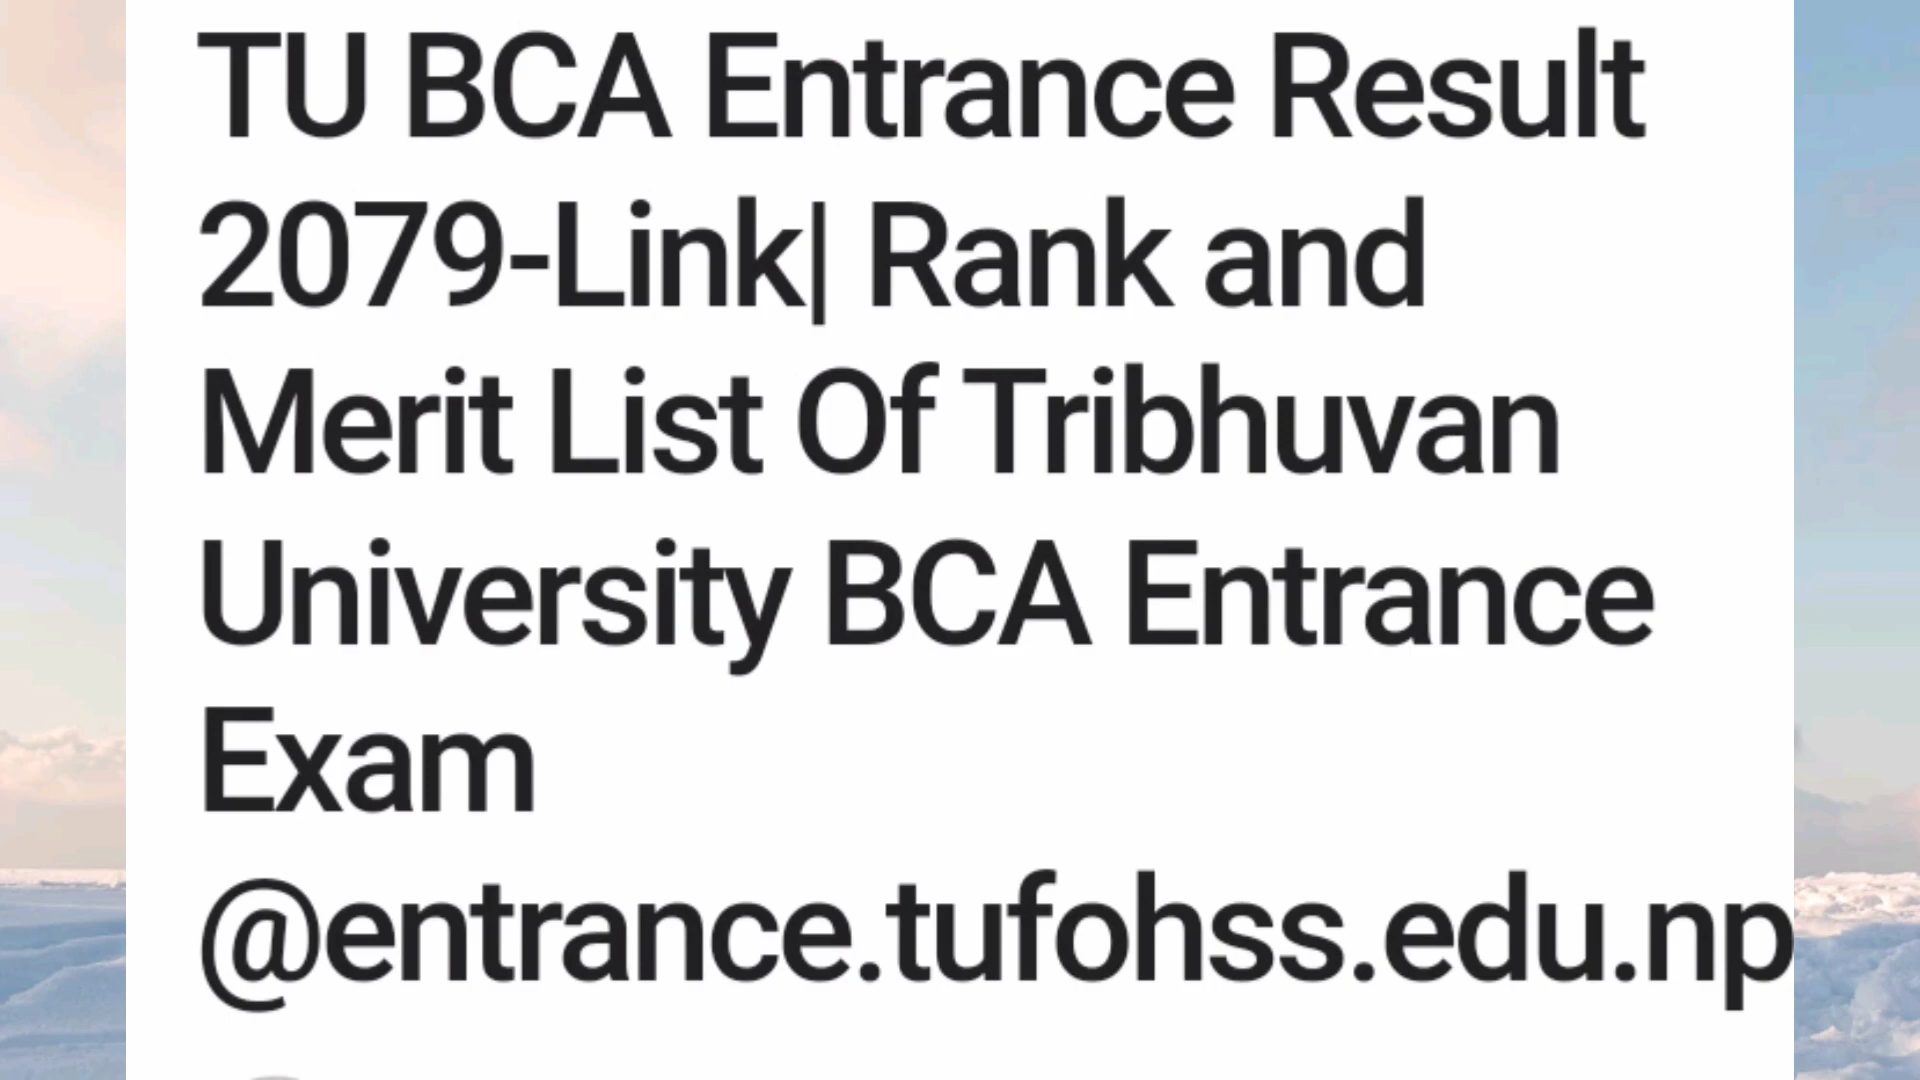 TU BCA Entrance Result
2079-Link| Rank and
Merit List Of Tribhuvan
University BCA Entrance
Exam
@entrance.tufohss.edu.np